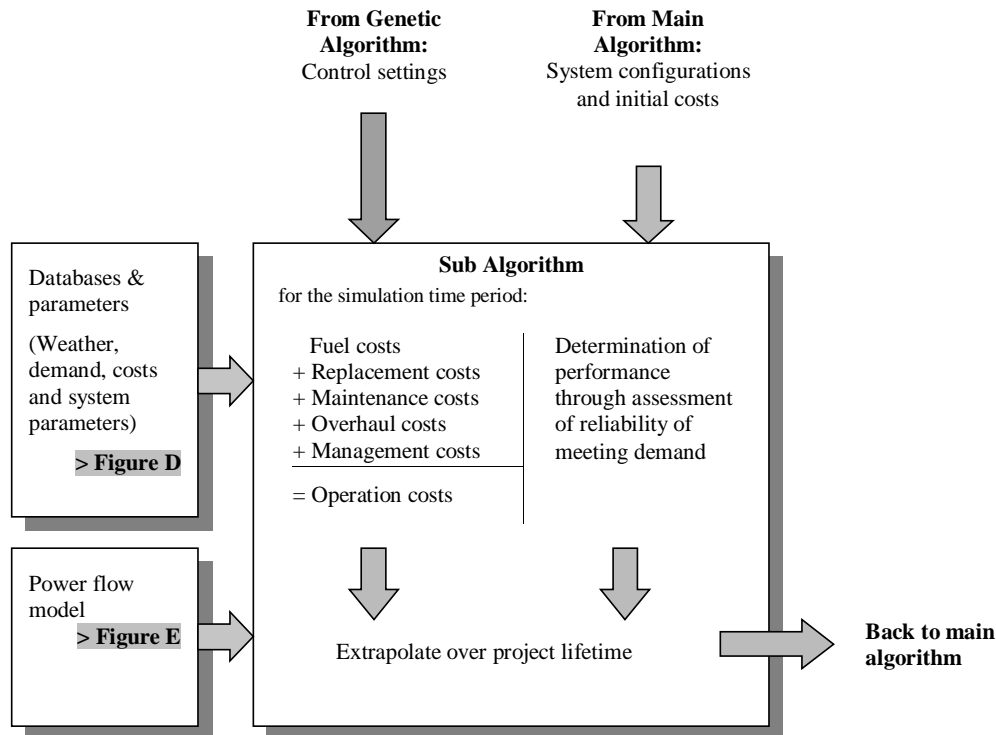 From Genetic
Algorithm:
Control settings
From Main
Algorithm:
System configurations
and initial costs
Databases &
parameters
(Weather,
demand, costs
and system
parameters)
> Figure D
Power flow
model
> Figure E
Sub Algorithm
for the simulation time period:
Fuel costs
+ Replacement costs
+ Maintenance costs
+ Overhaul costs
+ Management costs
= Operation costs
Determination of
performance
through assessment
of reliability of
meeting demand
Extrapolate over project lifetime
Back to main
algorithm